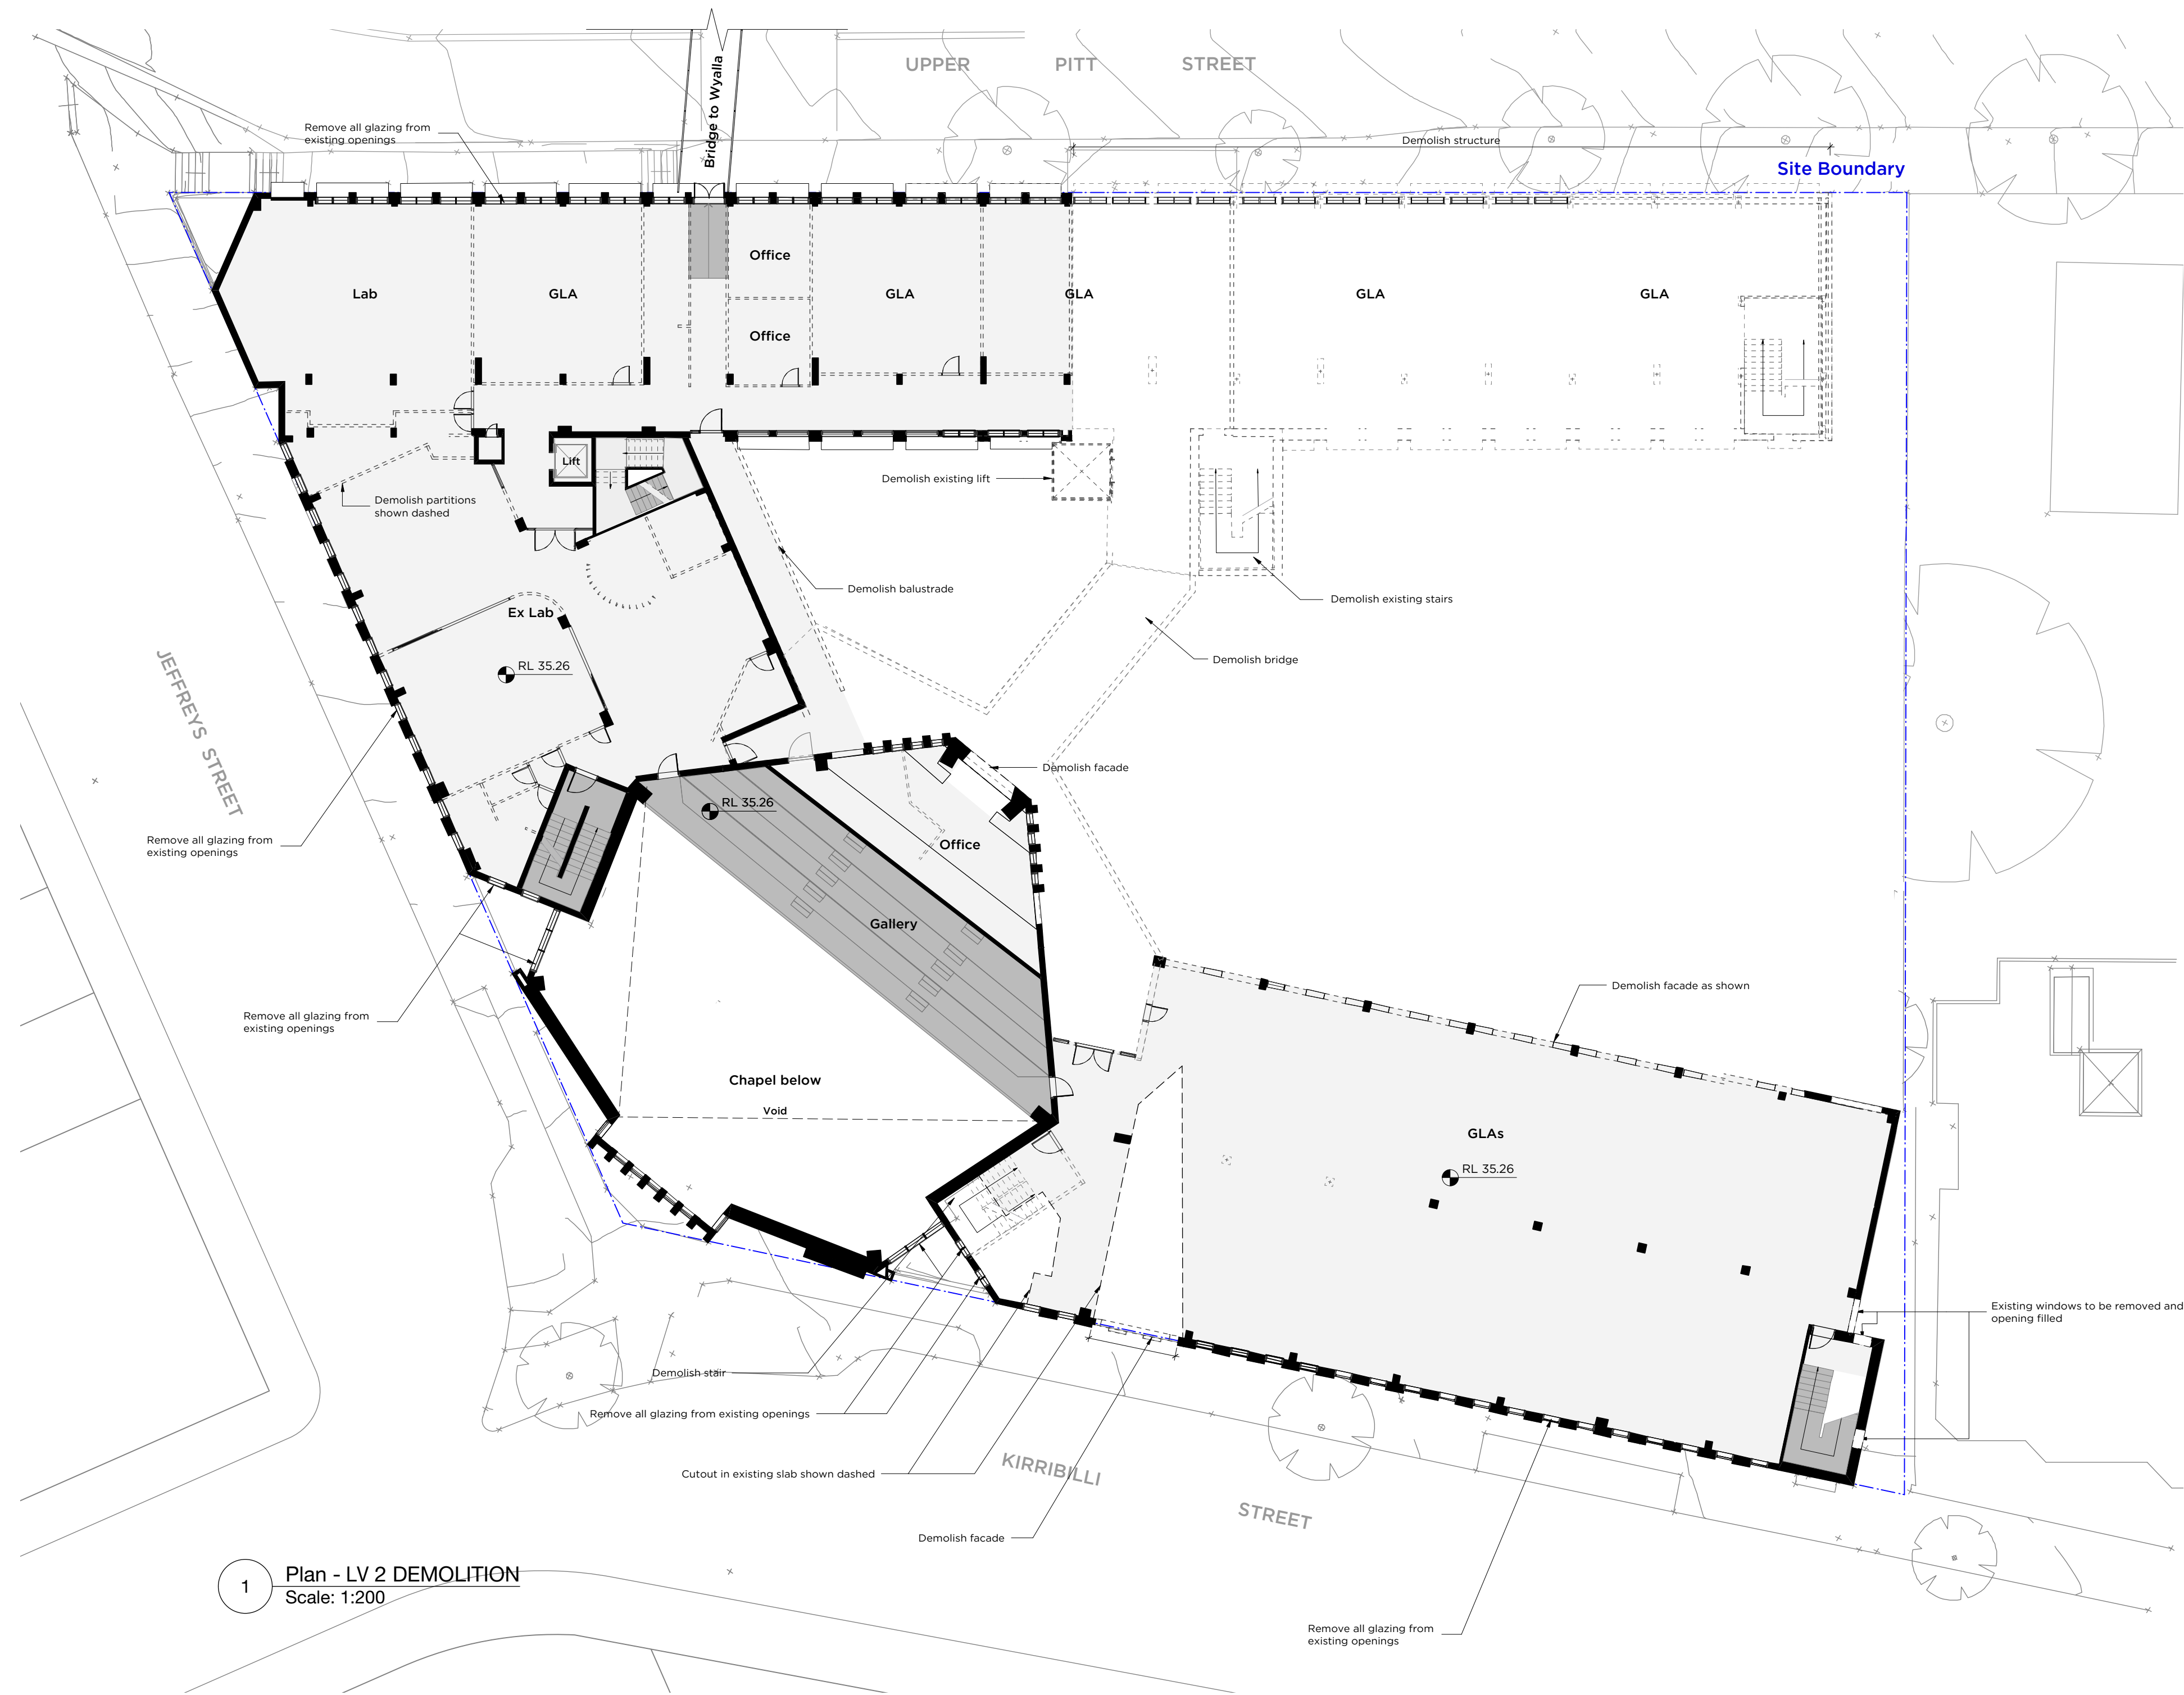 UPPER PITT STREET
Bridge to Wyalla
Remove all glazing from
existing openings
Demolish structure
Site Boundary
Office
Lab
GLA
GLA
GLA
GLA
GLA
Office
Lift
Demolish existing lift
Demolish partitions
shown dashed
Demolish balustrade
Demolish existing stairs
Ex Lab
Demolish bridge
RL 35.26
JEFFREYS STREET
Demolish facade
RL 35.26
Remove all glazing from
existing openings
Office
Gallery
Demolish facade as shown
Remove all glazing from
existing openings
Chapel below
Void
GLAs
RL 35.26
Existing windows to be removed and
opening filled
Demolish stair
Remove all glazing from existing openings
Cutout in existing slab shown dashed
KIRRIBILLI
STREET
Demolish facade
1
Plan - LV 2 DEMOLITION
Scale: 1:200
Remove all glazing from
existing openings